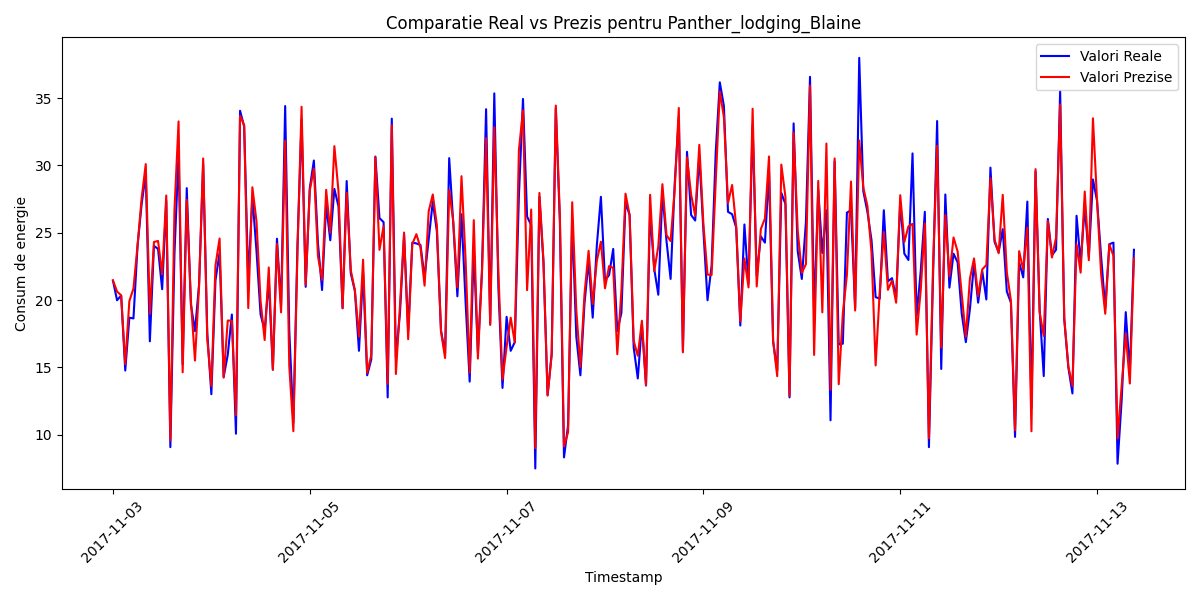 Comparatie Real vs Prezis pentru Panther_lodging_Blaine
Valori Reale
Valori Prezise
Consum de energie
35
30
25
20
15
10
2017-11-03
2017-11-05
2017-11-07
2017-11-09
2017-11-11
2017-11-13
Timestamp